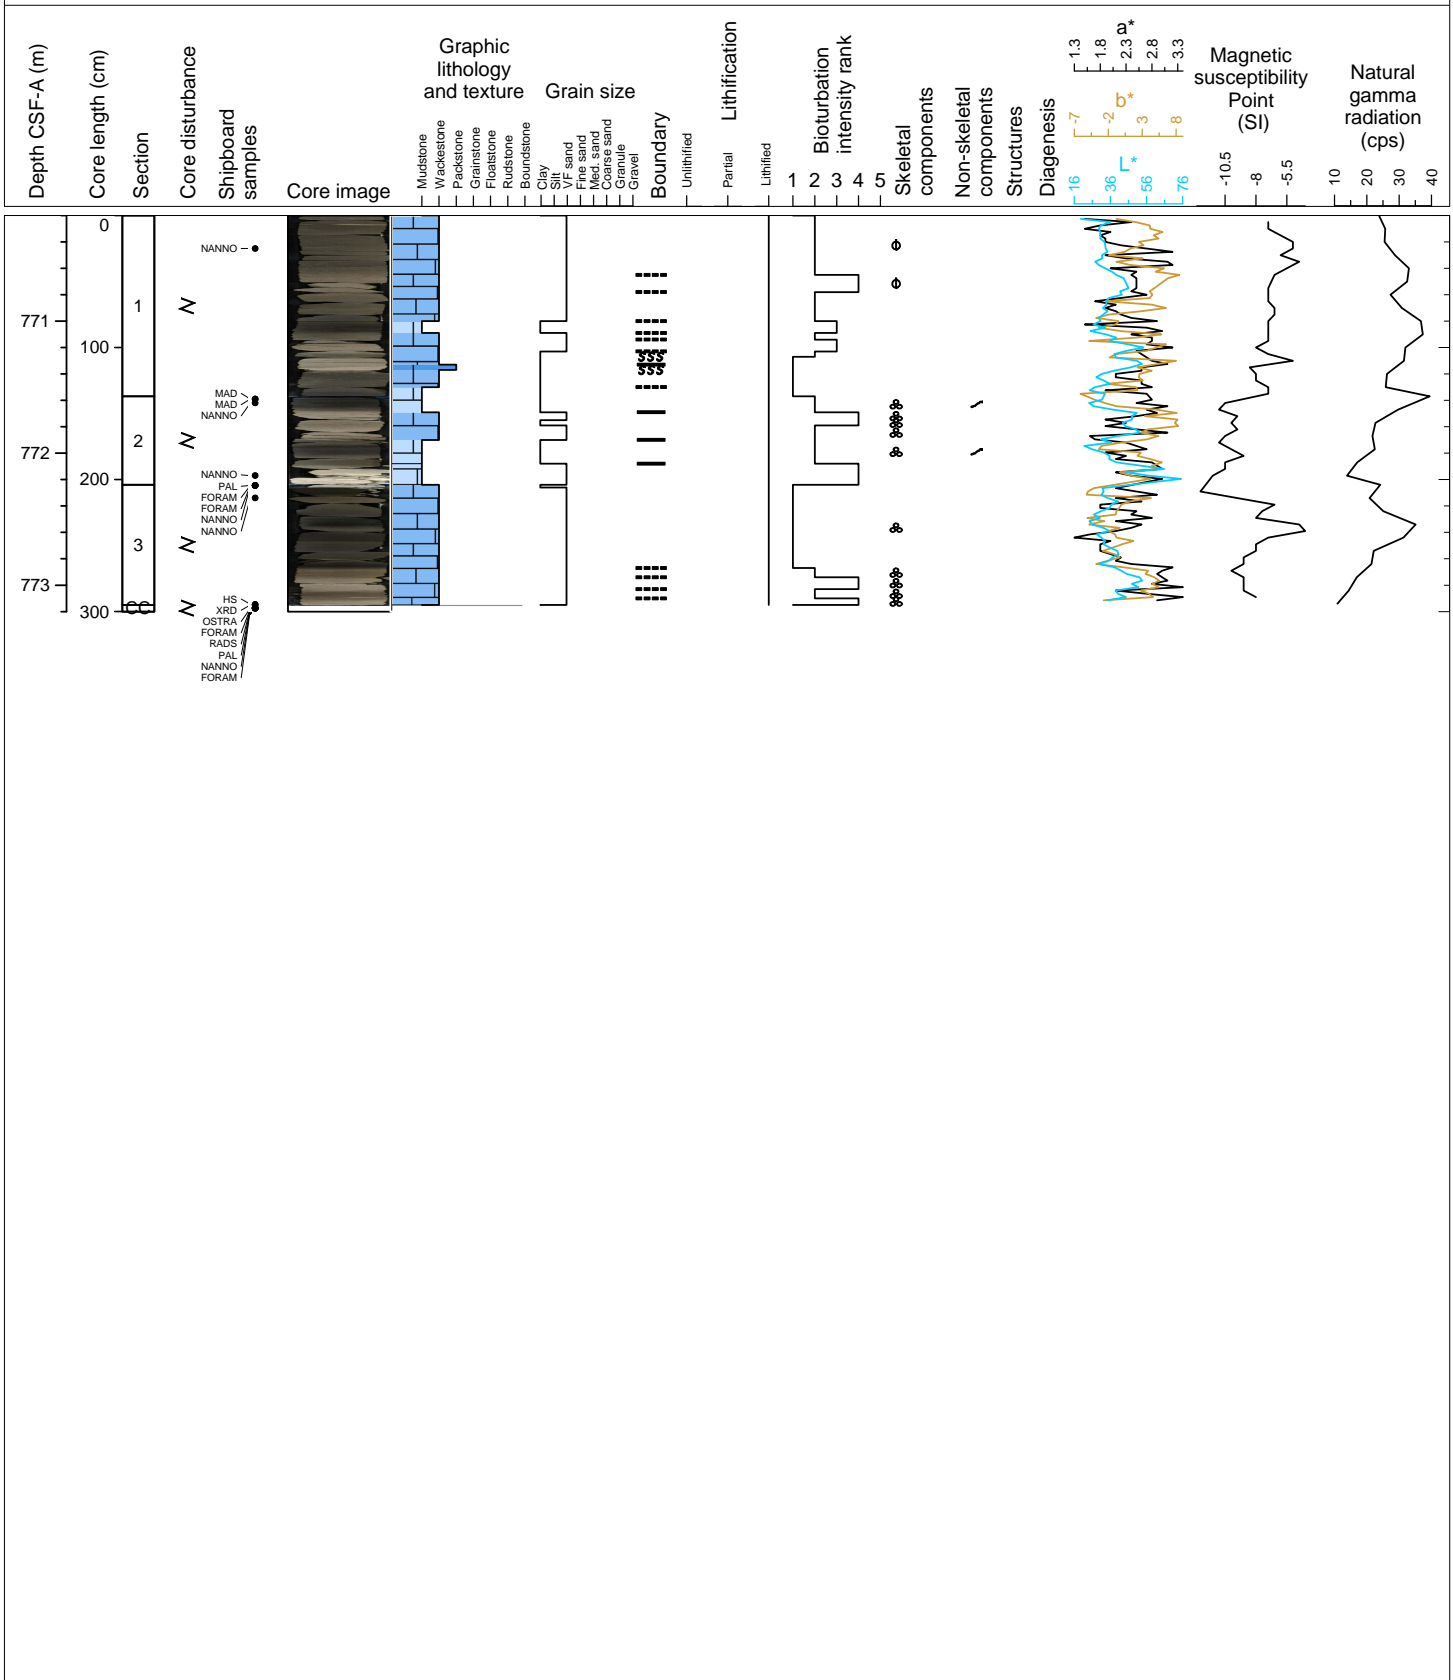 Depth CSF-A (m)
Core length (cm)
Section
Core disturbance
Shipboard
samples
Core image
Graphic
lithology
and texture
Mudstone
Wackestone
Packstone
Grainstone
Floatstone
Rudstone
Boundstone
Grain size
Clay
Silt
VF sand
Fine sand
Med. sand
Coarse sand
Granule
Gravel
Boundary
Lithification
Unlithified
Partial
Lithified
Bioturbation
intensity rank
1 2 3 4 5
Skeletal
components
Non-skeletal
components
Structures
Diagenesis
a*
1.3 1.8 2.3 2.8 3.3
b*
-7 -2 3 8
L*
16 36 56 76
Magnetic
susceptibility
Point
(SI)
-10.5 -8 -5.5
Natural
gamma
radiation
(cps)
10 20 30 40
0
NANNO
1
771
100
MAD
MAD
NANNO
2
772
NANNO
200
PAL
FORAM
FORAM
NANNO
NANNO
3
773
HS
CC
XRD
300
OSTRA
FORAM
RADS
PAL
NANNO
FORAM
SSS
SSS